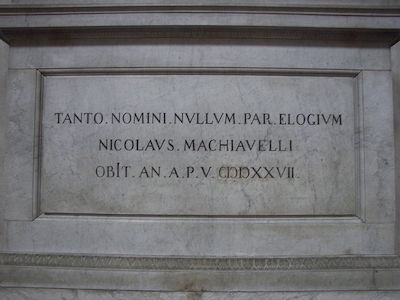 TANTO . NOMINI . NVLLVM . PAR . ELOGIVM
NICOLAVS . MACHIAVELLI
OBIT . AN . A . P . V . CIƆIƆXXVII .